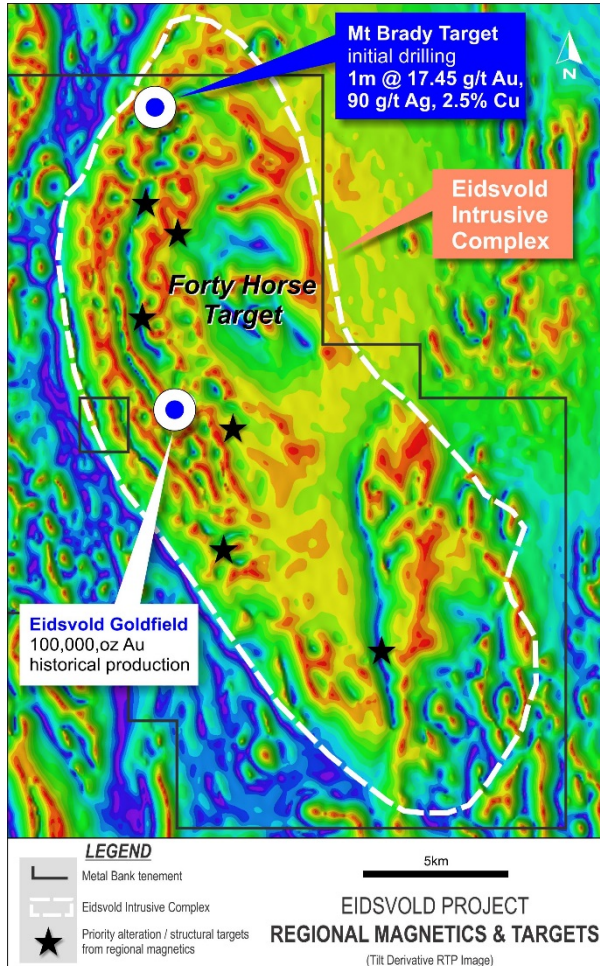 Mt Brady Target
initial drilling
1m @ 17.45 g/t Au,
90 g/t Ag, 2.5% Cu
N
Eidsvold
Intrusive
Complex
Forty Horse
Target
Eidsvold Goldfield
100,000,oz Au
historical production
LEGEND
Metal Bank tenement
Eidsvold Intrusive Complex
Priority alteration / structural targets
from regional magnetics
5km
EIDSVOLD PROJECT
REGIONAL MAGNETICS & TARGETS
(Tilt Derivative RTP Image)